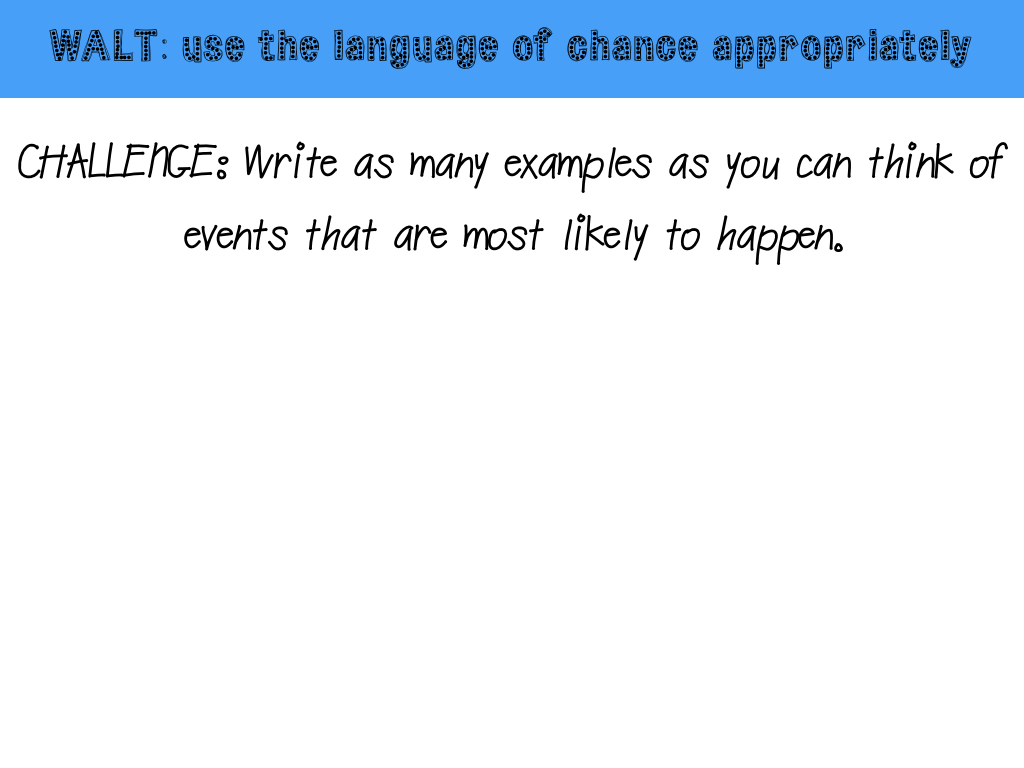 WALT: use the language of chance appropriately
CHALLENGE: Write as many examples as you can think of
events that are most likely to happen.